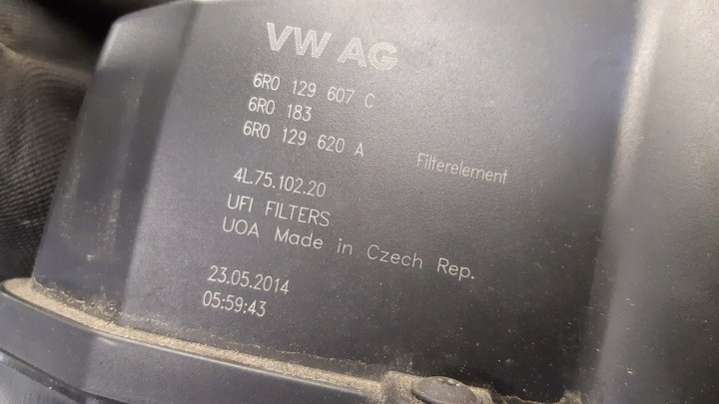 VW AG
6R0 129 607 C
6R0 183
6R0 129 620 A Filterelement
4L.75.102.20
UFI FILTERS
UOA Made in Czech Rep.
23.05.2014
05:59:43